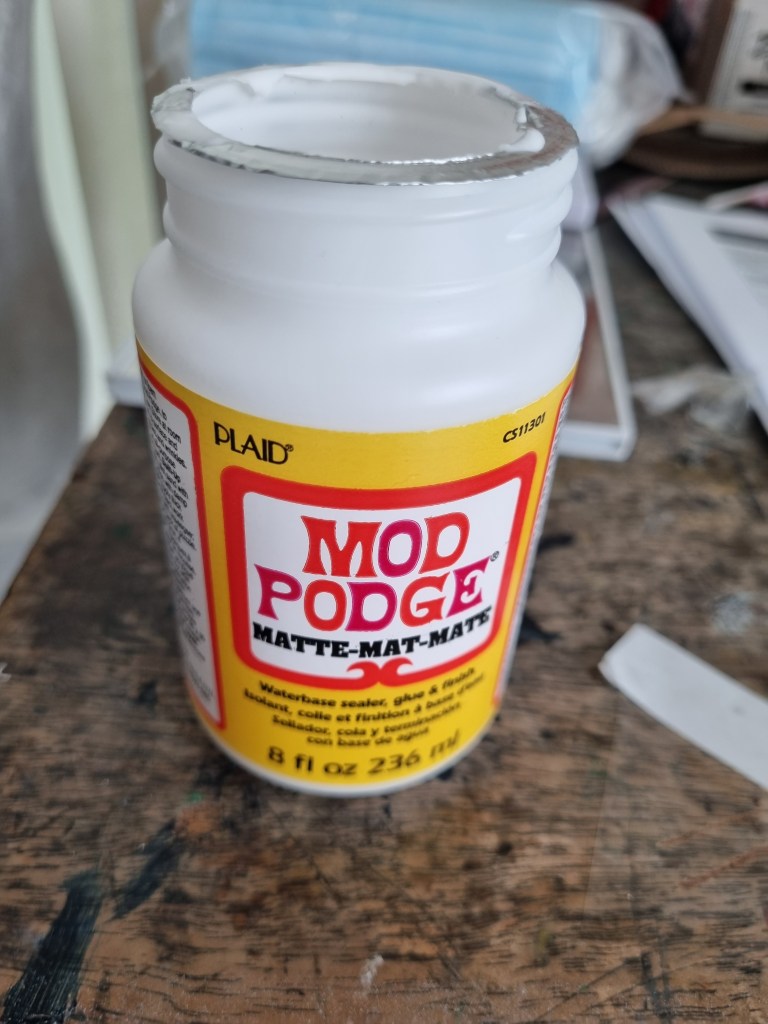 PLAID®
CS11301
MOD
PODGE®
MATTE-MAT-MATE
Waterbase sealer, glue & finish
Isolant, colle et finition à base d'eau
Sellador, cola y terminación
con base de agua
8 fl oz 236 ml